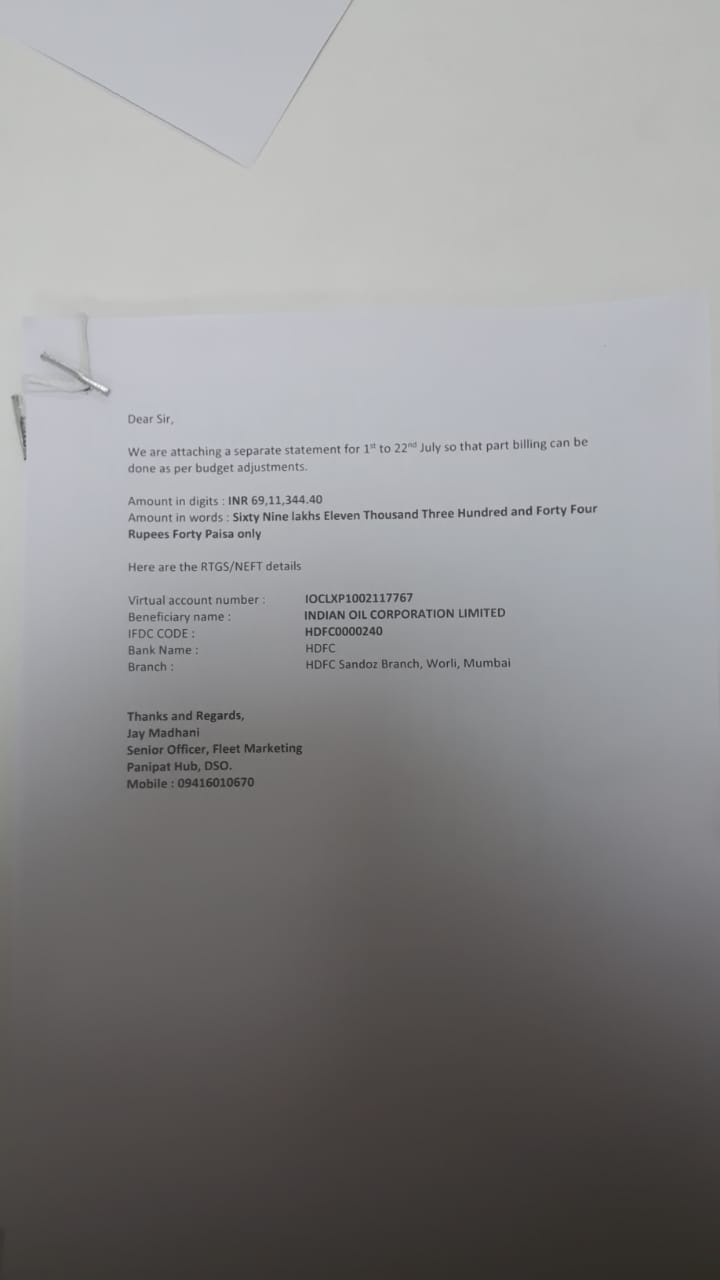 Dear Sir,
We are attaching a separate statement for 1st to 22nd July so that part billing can be
done as per budget adjustments.
Amount in digits : INR 69,11,344.40
Amount in words : Sixty Nine lakhs Eleven Thousand Three Hundred and Forty Four
Rupees Forty Paisa only
Here are the RTGS/NEFT details
Virtual account number : IOCLXP1002117767
Beneficiary name : INDIAN OIL CORPORATION LIMITED
IFDC CODE : HDFC0000240
Bank Name : HDFC
Branch : HDFC Sandoz Branch, Worli, Mumbai
Thanks and Regards,
Jay Madhani
Senior Officer, Fleet Marketing
Panipat Hub, DSO.
Mobile : 09416010670